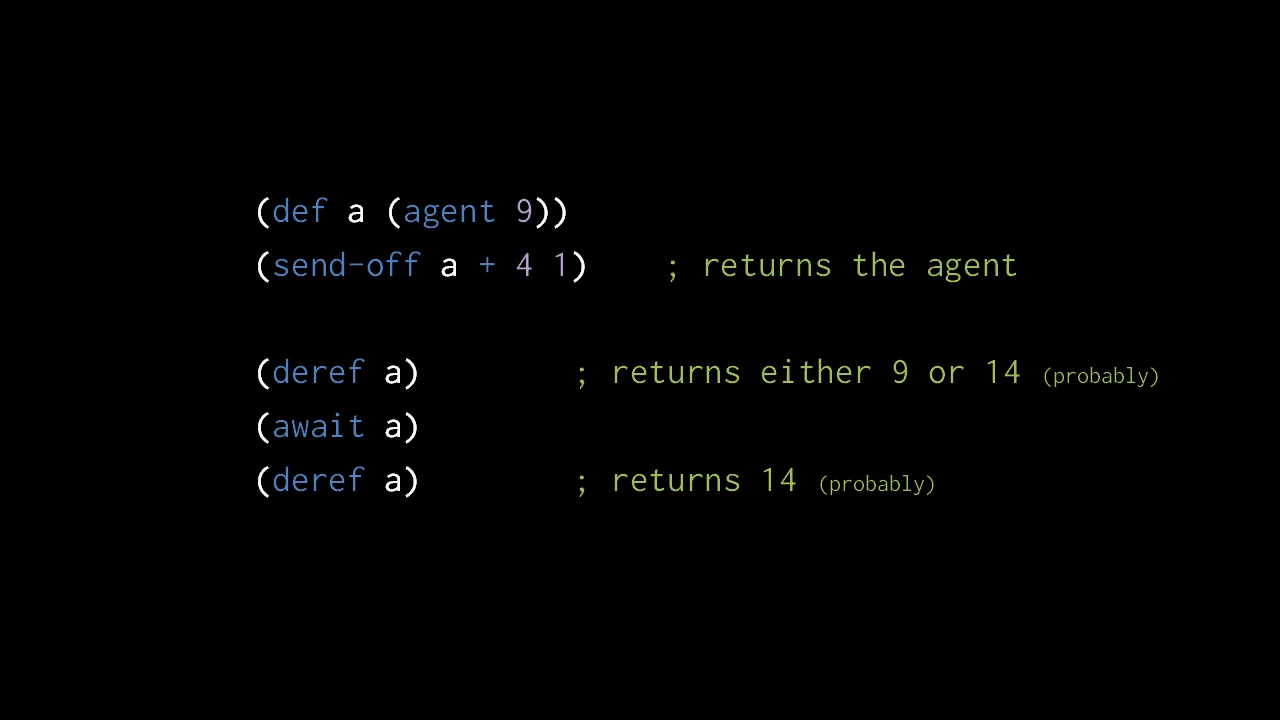 (def a (agent 9))
(send-off a + 4 1) ; returns the agent
(deref a) ; returns either 9 or 14 (probably)
(await a)
(deref a) ; returns 14 (probably)